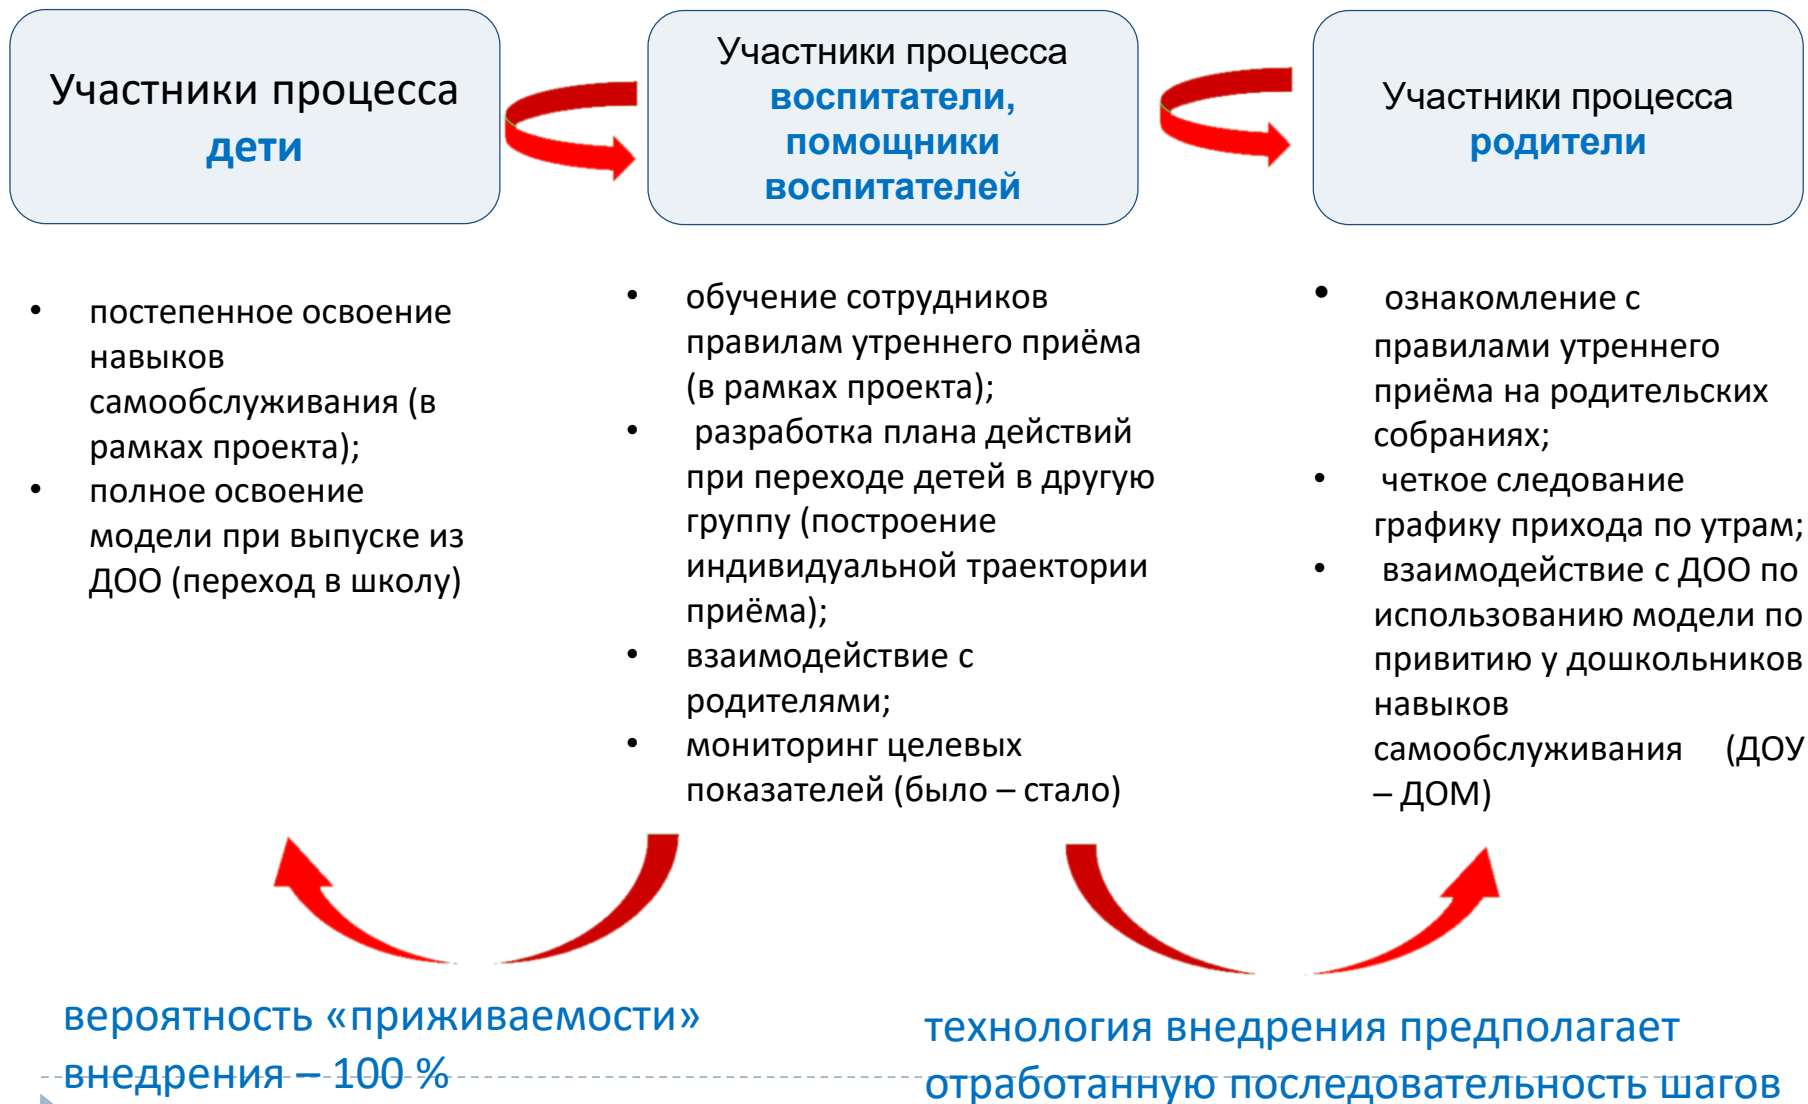 Участники процесса
дети
Участники процесса
воспитатели,
помощники
воспитателей
Участники процесса
родители
• постепенное освоение
навыков
самообслуживания (в
рамках проекта);
• полное освоение
модели при выпуске из
ДОО (переход в школу)
• обучение сотрудников
правилам утреннего приёма
(в рамках проекта);
• разработка плана действий
при переходе детей в другую
группу (построение
индивидуальной траектории
приёма);
• взаимодействие с
родителями;
• мониторинг целевых
показателей (было – стало)
• ознакомление с
правилами утреннего
приёма на родительских
собраниях;
• четкое следование
графику прихода по утрам;
• взаимодействие с ДОО по
использованию модели по
привитию у дошкольников
навыков
самообслуживания (ДОУ
– ДОМ)
вероятность «приживаемости»
внедрения – 100 %
технология внедрения предполагает
отработанную последовательность шагов